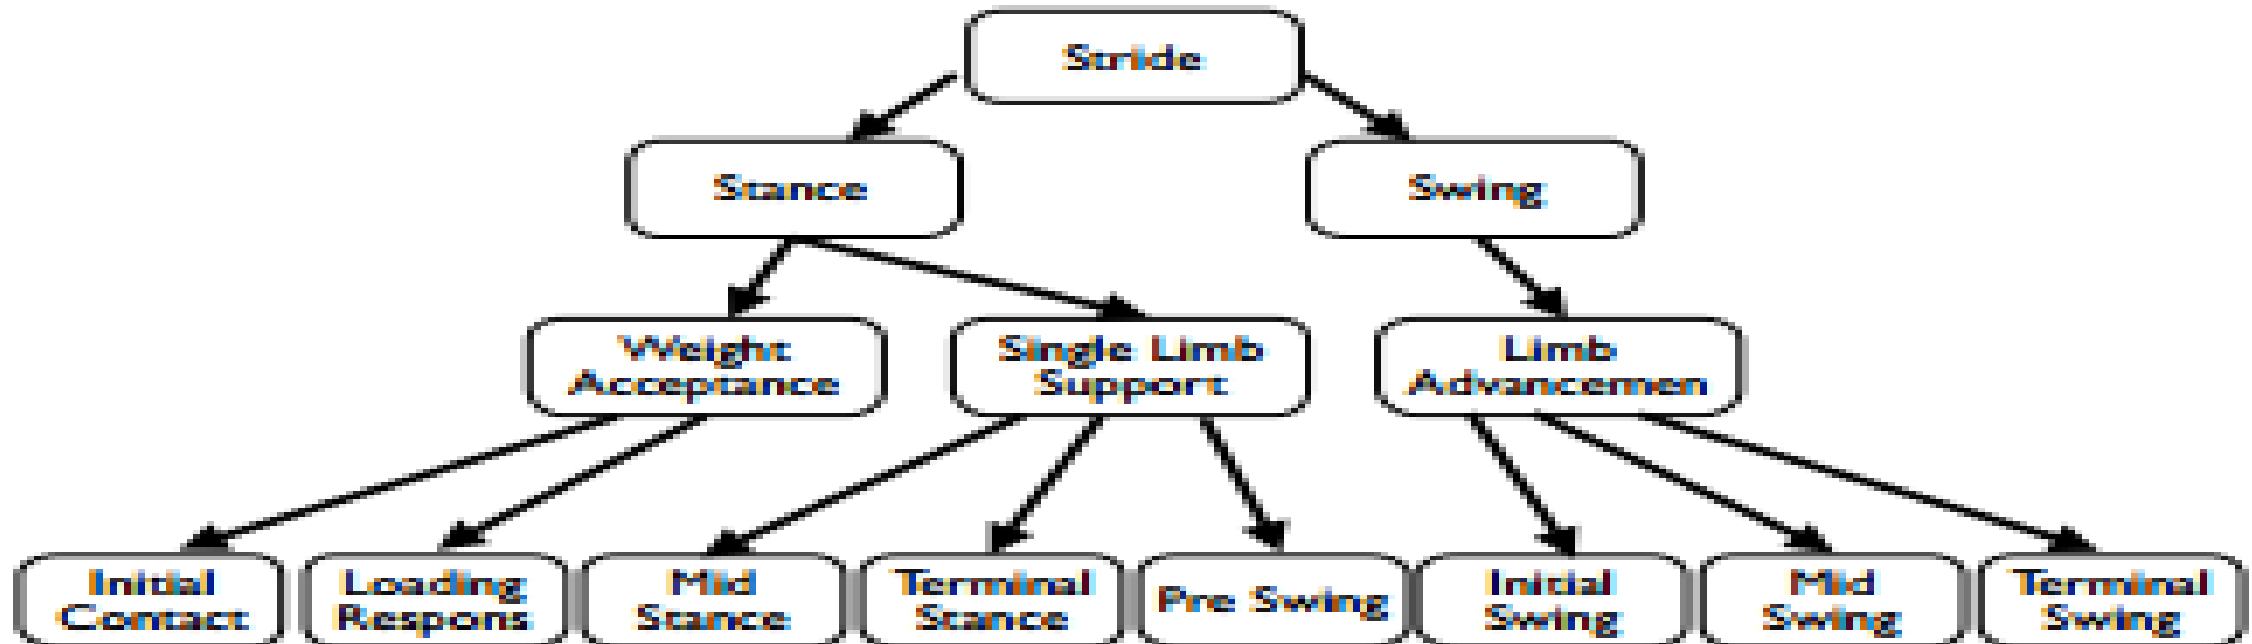 Stride
Stance
Swing
Weight
Acceptance
Single Limb
Support
Limb
Advancemen
Initial
Contact
Loading
Respons
Mid
Stance
Terminal
Stance
Pre Swing
Initial
Swing
Mid
Swing
Terminal
Swing